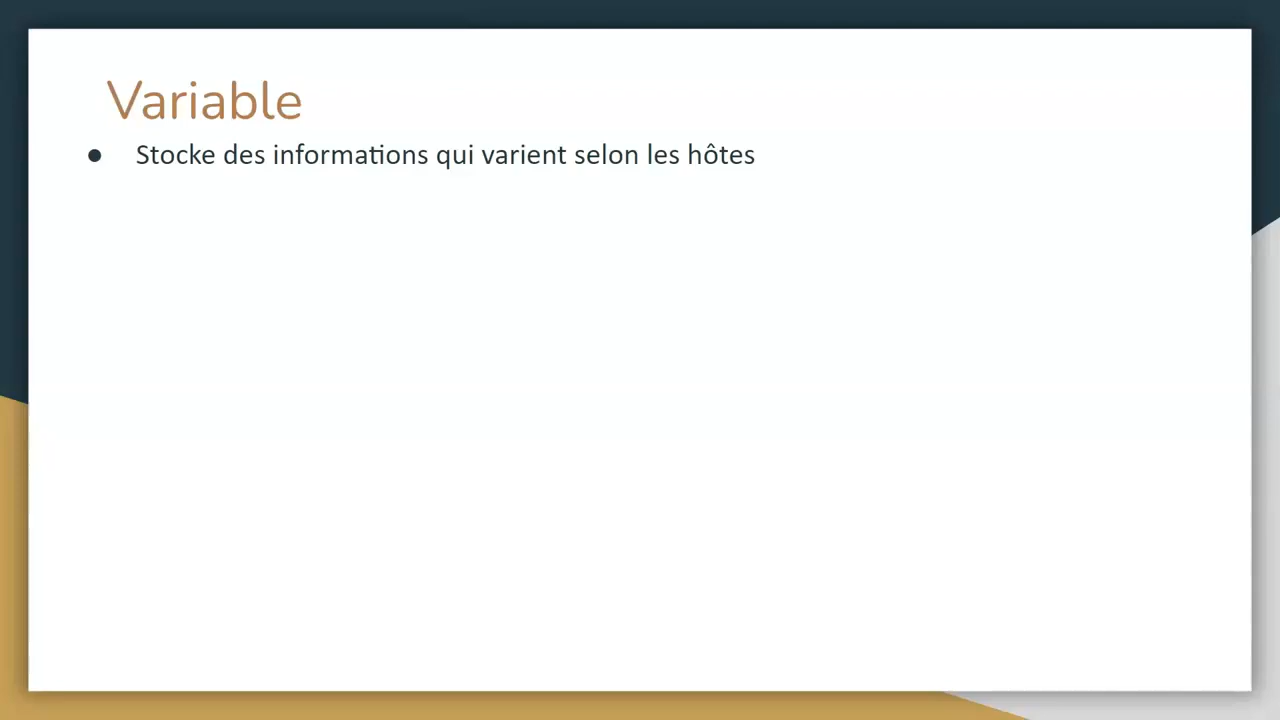 Variable
● Stocke des informations qui varient selon les hôtes